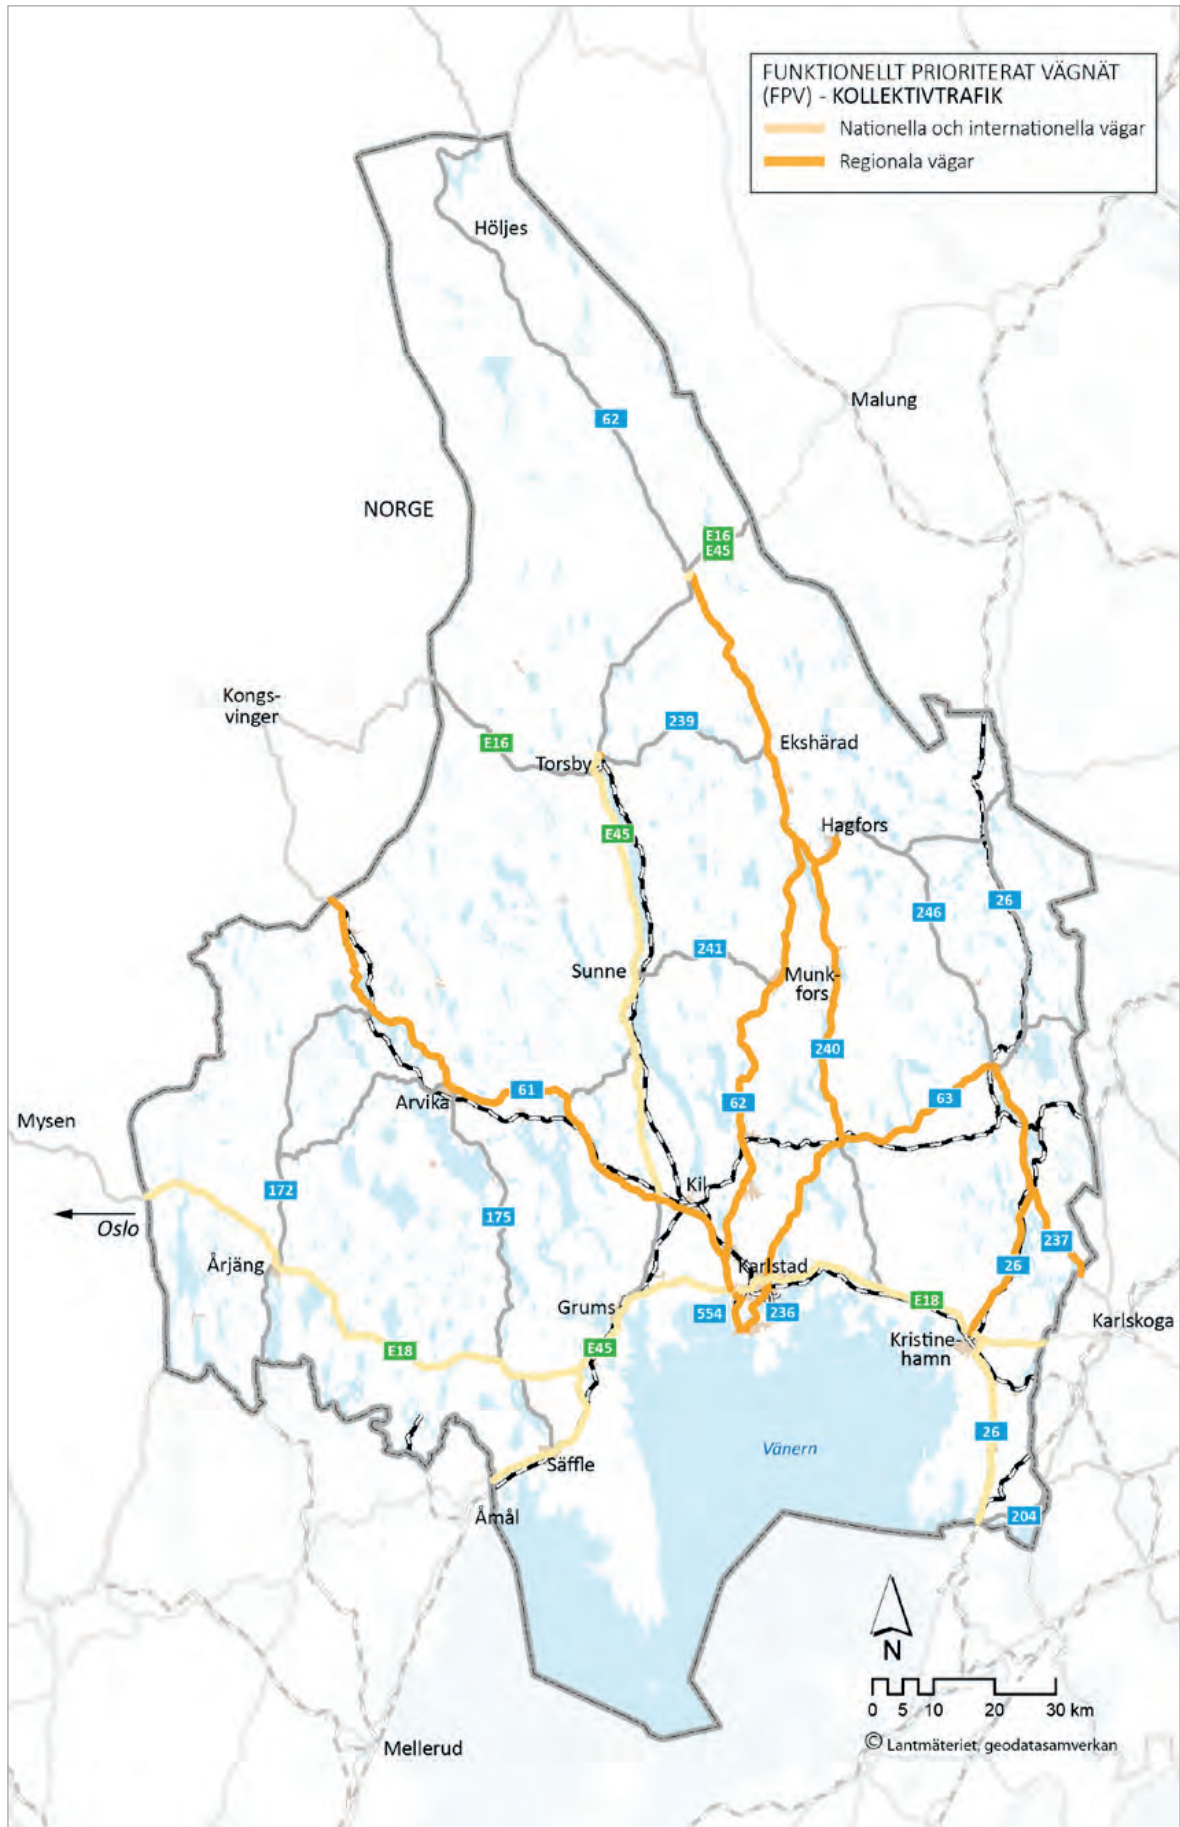 FUNKTIONELLT PRIORITERAT VÄGNÄT
(FPV) - KOLLEKTIVTRAFIK
Nationella och internationella vägar
Regionala vägar
Höljes
Malung
62
NORGE
E16
E45
Kongs-
vinger
239
Ekshärad
E16
Torsby
Hagfors
E45
26
246
241
Sunne
Munk-
fors
240
61
63
62
Arvika
Mysen
Kil
172
175
Oslo
237
Årjäng
Karlstad
26
E18
Grums
554
236
Karlskoga
Kristine-
hamn
E45
E18
26
Vänern
Säffle
Åmål
204
N
0 5 10 20 30 km
Mellerud
© Lantmäteriet, geodatasamverkan